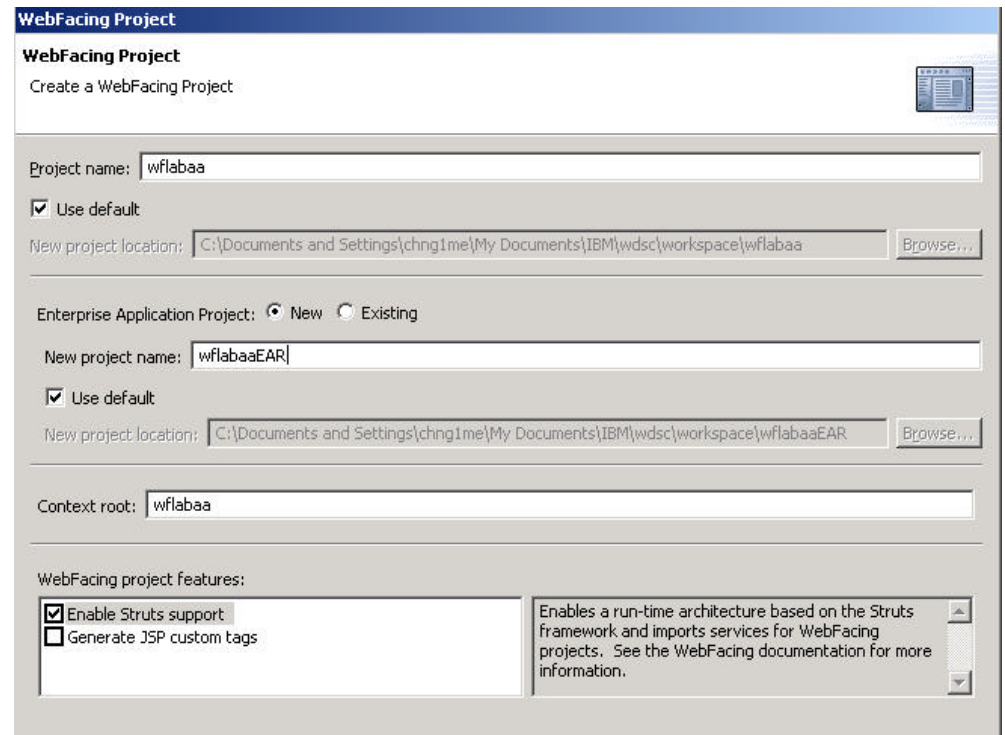 WebFacing Project
WebFacing Project
Create a WebFacing Project
Project name: wflabaa
Use default
New project location: C:\Documents and Settings\chng1me\My Documents\IBM\wdsc\workspace\wflabaa Browse...
Enterprise Application Project: New Existing
New project name: wflabaaEAR
Use default
New project location: C:\Documents and Settings\chng1me\My Documents\IBM\wdsc\workspace\wflabaaEAR Browse...
Context root: wflabaa
WebFacing project features:
Enable Struts support
Generate JSP custom tags
Enables a run-time architecture based on the Struts
framework and imports services for WebFacing
projects. See the WebFacing documentation for more
information.